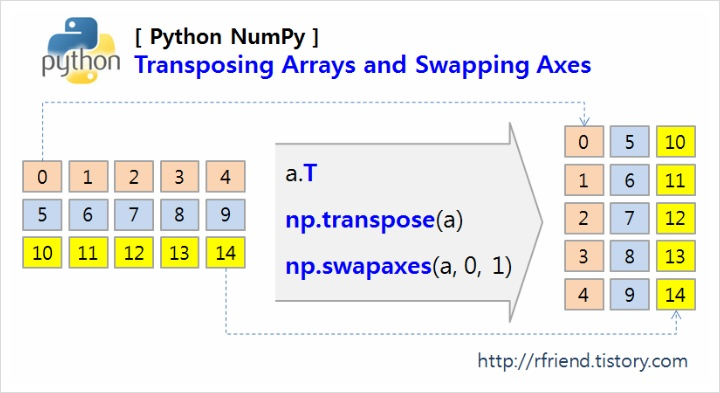 python
[ Python NumPy ]
Transposing Arrays and Swapping Axes
0 1 2 3 4
5 6 7 8 9
10 11 12 13 14
a.T
np.transpose(a)
np.swapaxes(a, 0, 1)
0 5 10
1 6 11
2 7 12
3 8 13
4 9 14
http://rfriend.tistory.com